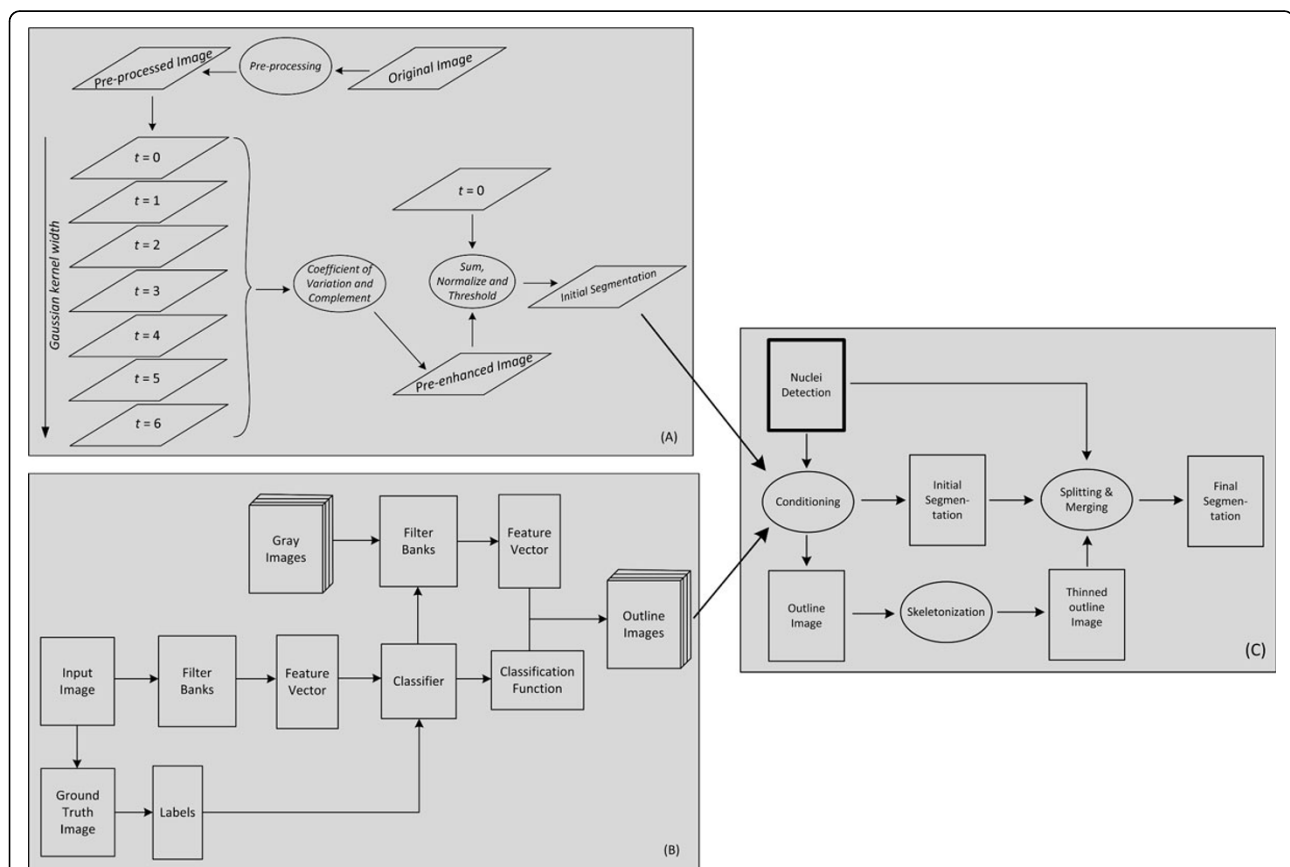 Pre-processed Image
Pre-processing
Original Image
Gaussian kernel width
t = 0
t = 1
t = 2
t = 3
t = 4
t = 5
t = 6
Coefficient of
Variation and
Complement
t = 0
Sum,
Normalize and
Threshold
Initial Segmentation
Pre-enhanced Image
(A)
Gray
Images
Filter
Banks
Feature
Vector
Outline
Images
Input
Image
Filter
Banks
Feature
Vector
Classifier
Classification
Function
Ground
Truth
Image
Labels
(B)
Nuclei
Detection
Conditioning
Initial
Segmen-
tation
Splitting &
Merging
Final
Segmen-
tation
Outline
Image
Skeletonization
Thinned
outline
Image
(C)